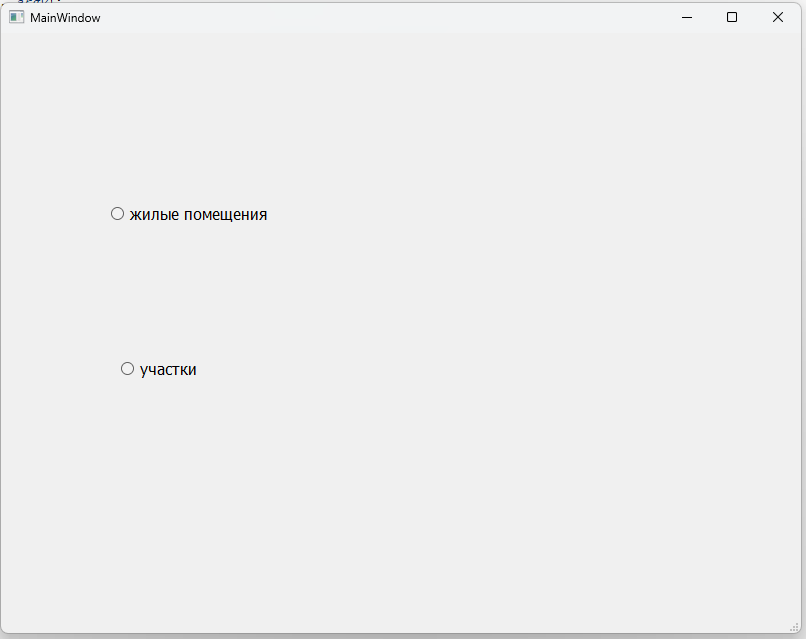 MainWindow
жилые помещения
участки